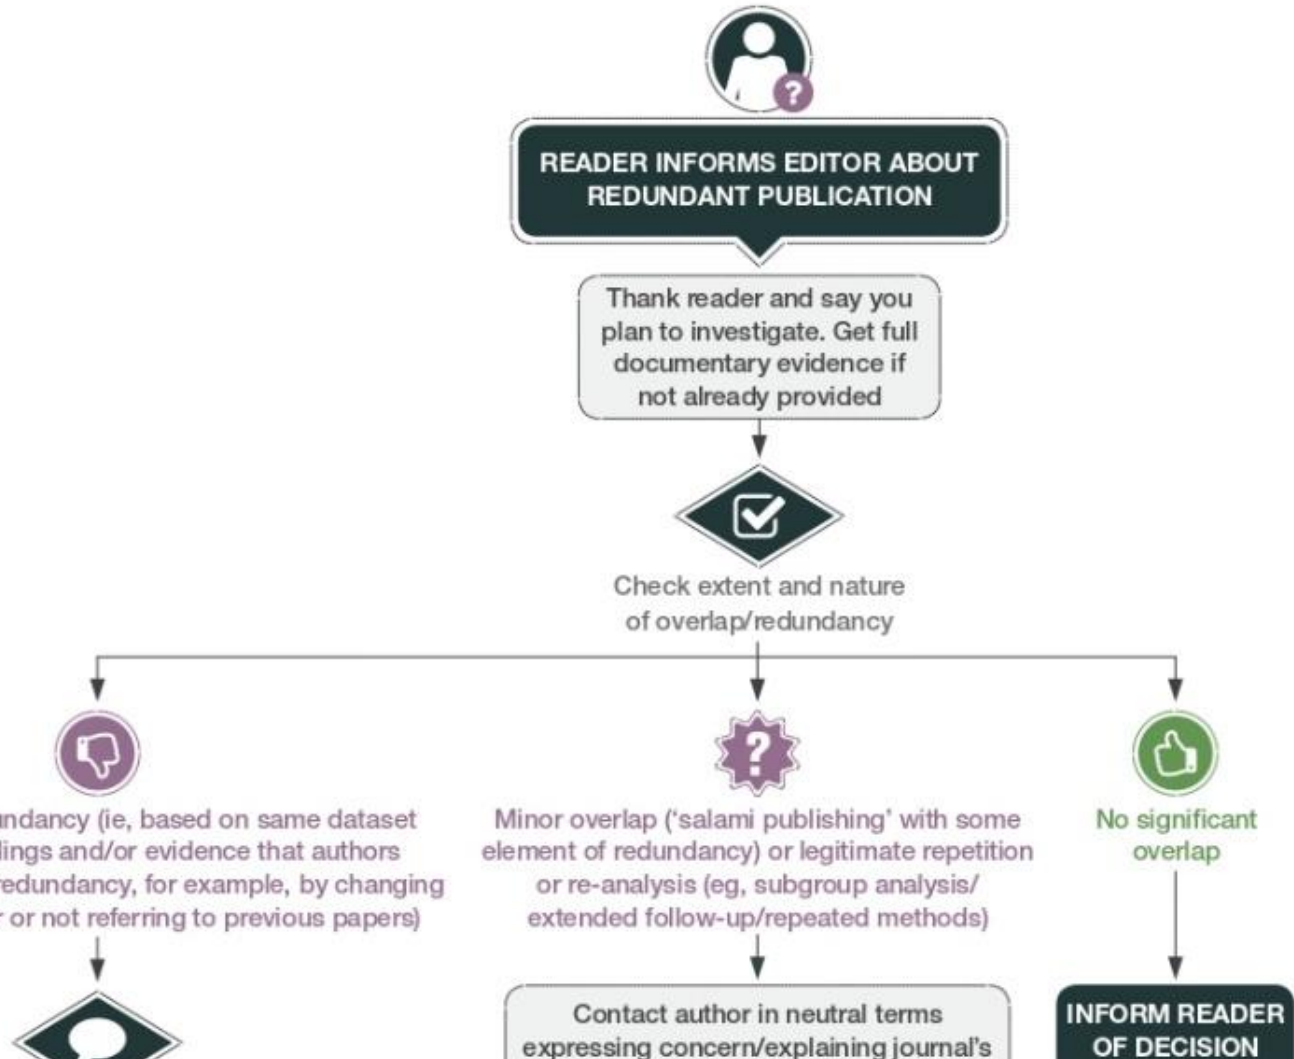 ?
READER INFORMS EDITOR ABOUT
REDUNDANT PUBLICATION
Thank reader and say you
plan to investigate. Get full
documentary evidence if
not already provided
Check extent and nature
of overlap/redundancy
(ie, based on same dataset
and/or evidence that authors
redundancy, for example, by changing
or not referring to previous papers)
?
Minor overlap (‘salami publishing’ with some
element of redundancy) or legitimate repetition
or re-analysis (eg, subgroup analysis/
extended follow-up/repeated methods)
No significant
overlap
Contact author in neutral terms
expressing concern/explaining journal’s
INFORM READER
OF DECISION